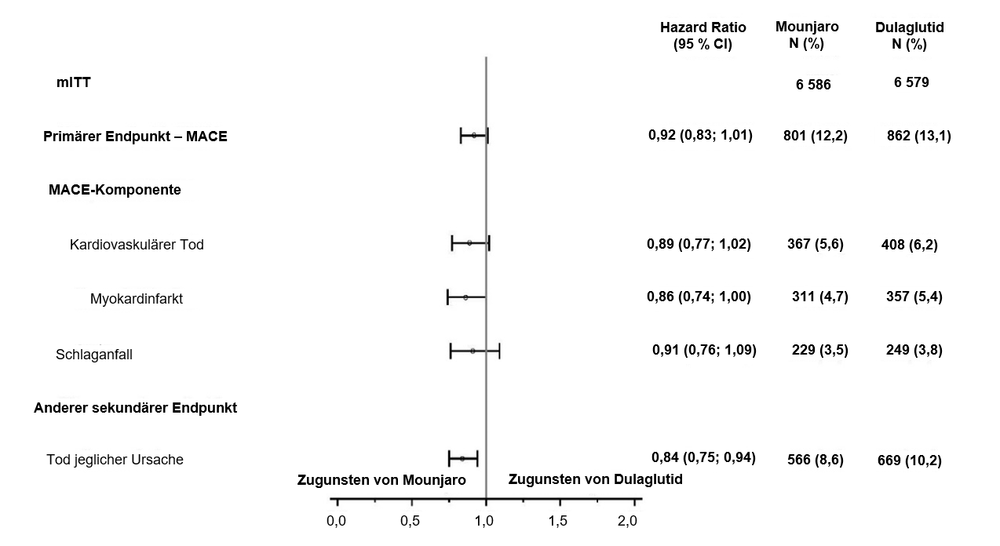 Hazard Ratio Mounjaro Dulaglutid
(95 % CI) N (%) N (%)
mITT 6 586 6 579
Primärer Endpunkt – MACE 0,92 (0,83; 1,01) 801 (12,2) 862 (13,1)
MACE-Komponente
Kardiovaskulärer Tod 0,89 (0,77; 1,02) 367 (5,6) 408 (6,2)
Myokardinfarkt 0,86 (0,74; 1,00) 311 (4,7) 357 (5,4)
Schlaganfall 0,91 (0,76; 1,09) 229 (3,5) 249 (3,8)
Anderer sekundärer Endpunkt
Tod jeglicher Ursache 0,84 (0,75; 0,94) 566 (8,6) 669 (10,2)
Zugunsten von Mounjaro Zugunsten von Dulaglutid
0,0 0,5 1,0 1,5 2,0